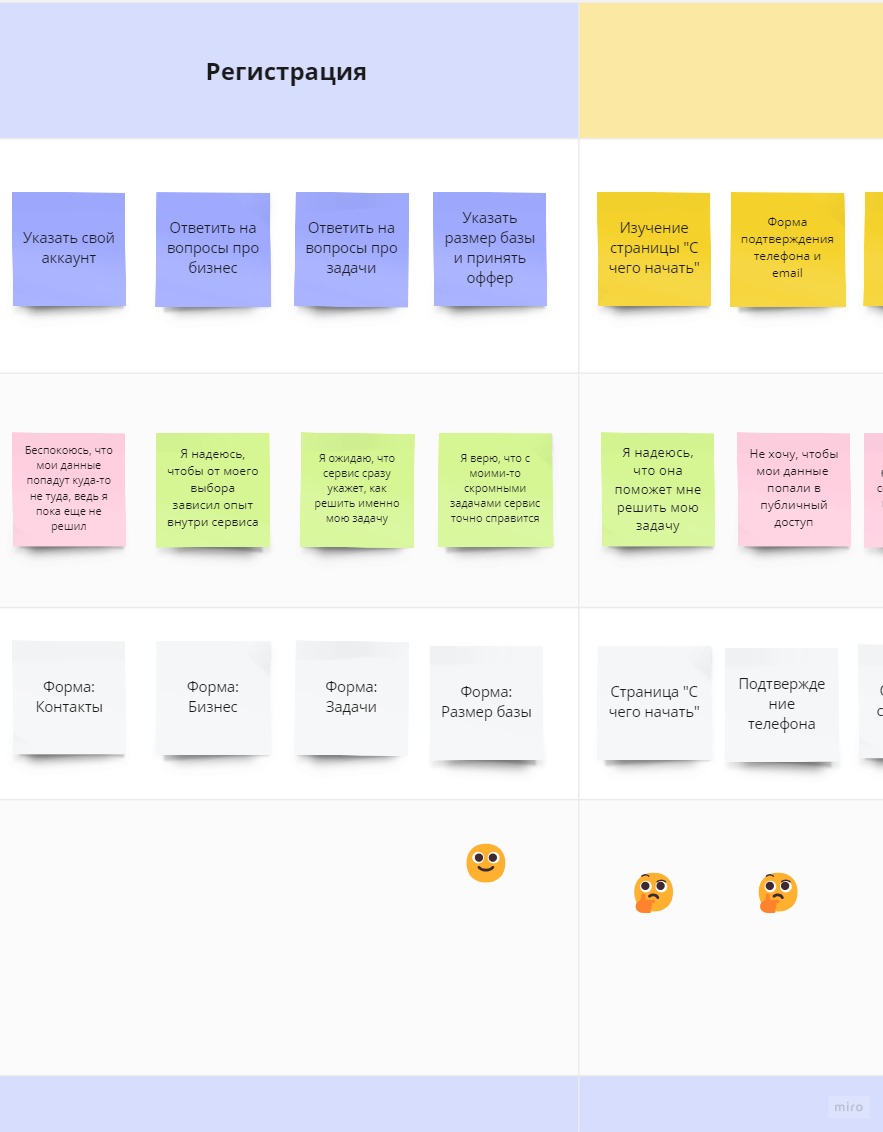 Регистрация
Указать свой
аккаунт
Ответить на
вопросы про
бизнес
Ответить на
вопросы про
задачи
Указать
размер базы
и принять
оффер
Изучение
страницы "С
чего начать"
Форма
подтверждения
телефона и
email
Беспокоюсь, что
мои данные
попадут куда-то
не туда, ведь я
пока еще не
решил
Я надеюсь,
чтобы от моего
выбора
зависил опыт
внутри сервиса
Я ожидаю, что
сервис сразу
укажет, как
решить именно
мою задачу
Я верю, что с
моими-то
скромными
задачами сервис
точно справится
Я надеюсь,
что она
поможет мне
решить мою
задачу
Не хочу, чтобы
мои данные
попали в
публичный
доступ
Форма:
Контакты
Форма:
Бизнес
Форма:
Задачи
Форма:
Размер базы
Страница "С
чего начать"
Подтвержде
ние
телефона
miro